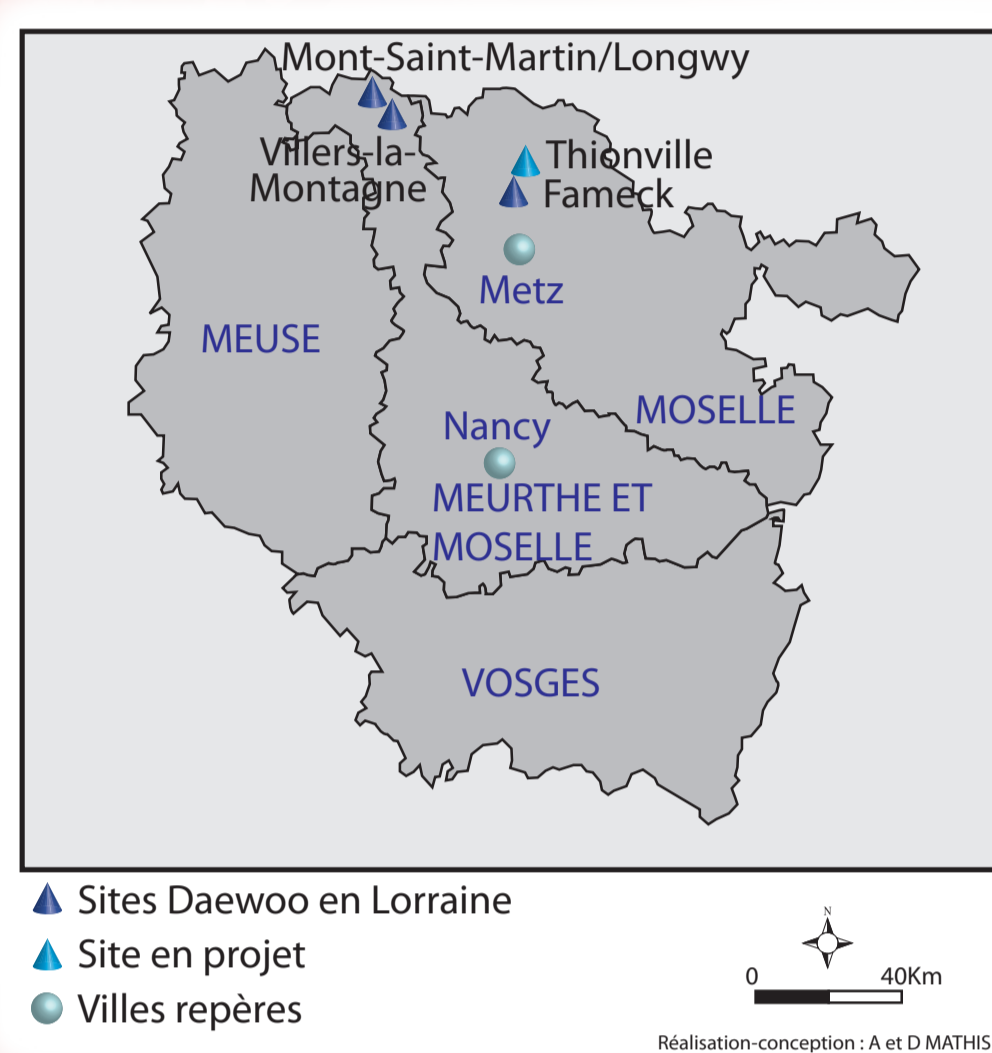 Mont-Saint-Martin/Longwy
Villers-la-
Montagne
Thionville
Fameck
Metz
MEUSE
MOSELLE
Nancy
MEURTHE ET
MOSELLE
VOSGES
Sites Daewoo en Lorraine
Site en projet
Villes repères
N
0 40Km
Réalisation-conception : A et D MATHIS